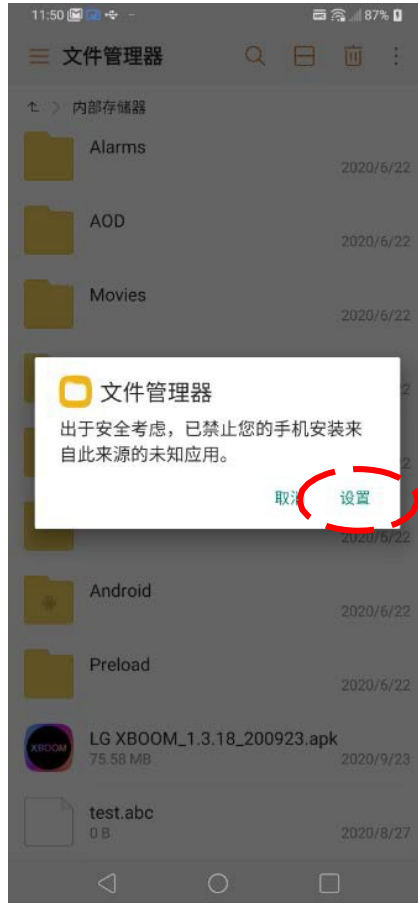 11:50 87%
文件管理器
内部存储器
Alarms
2020/6/22
AOD
2020/6/22
Movies
2020/6/22
文件管理器
出于安全考虑，已禁止您的手机安装来
自此来源的未知应用。
取消 设置
2020/6/22
Android
2020/6/22
Preload
2020/6/22
XBOOM
LG XBOOM_1.3.18_200923.apk
75.58 MB 2020/9/23
test.abc
0 B 2020/8/27